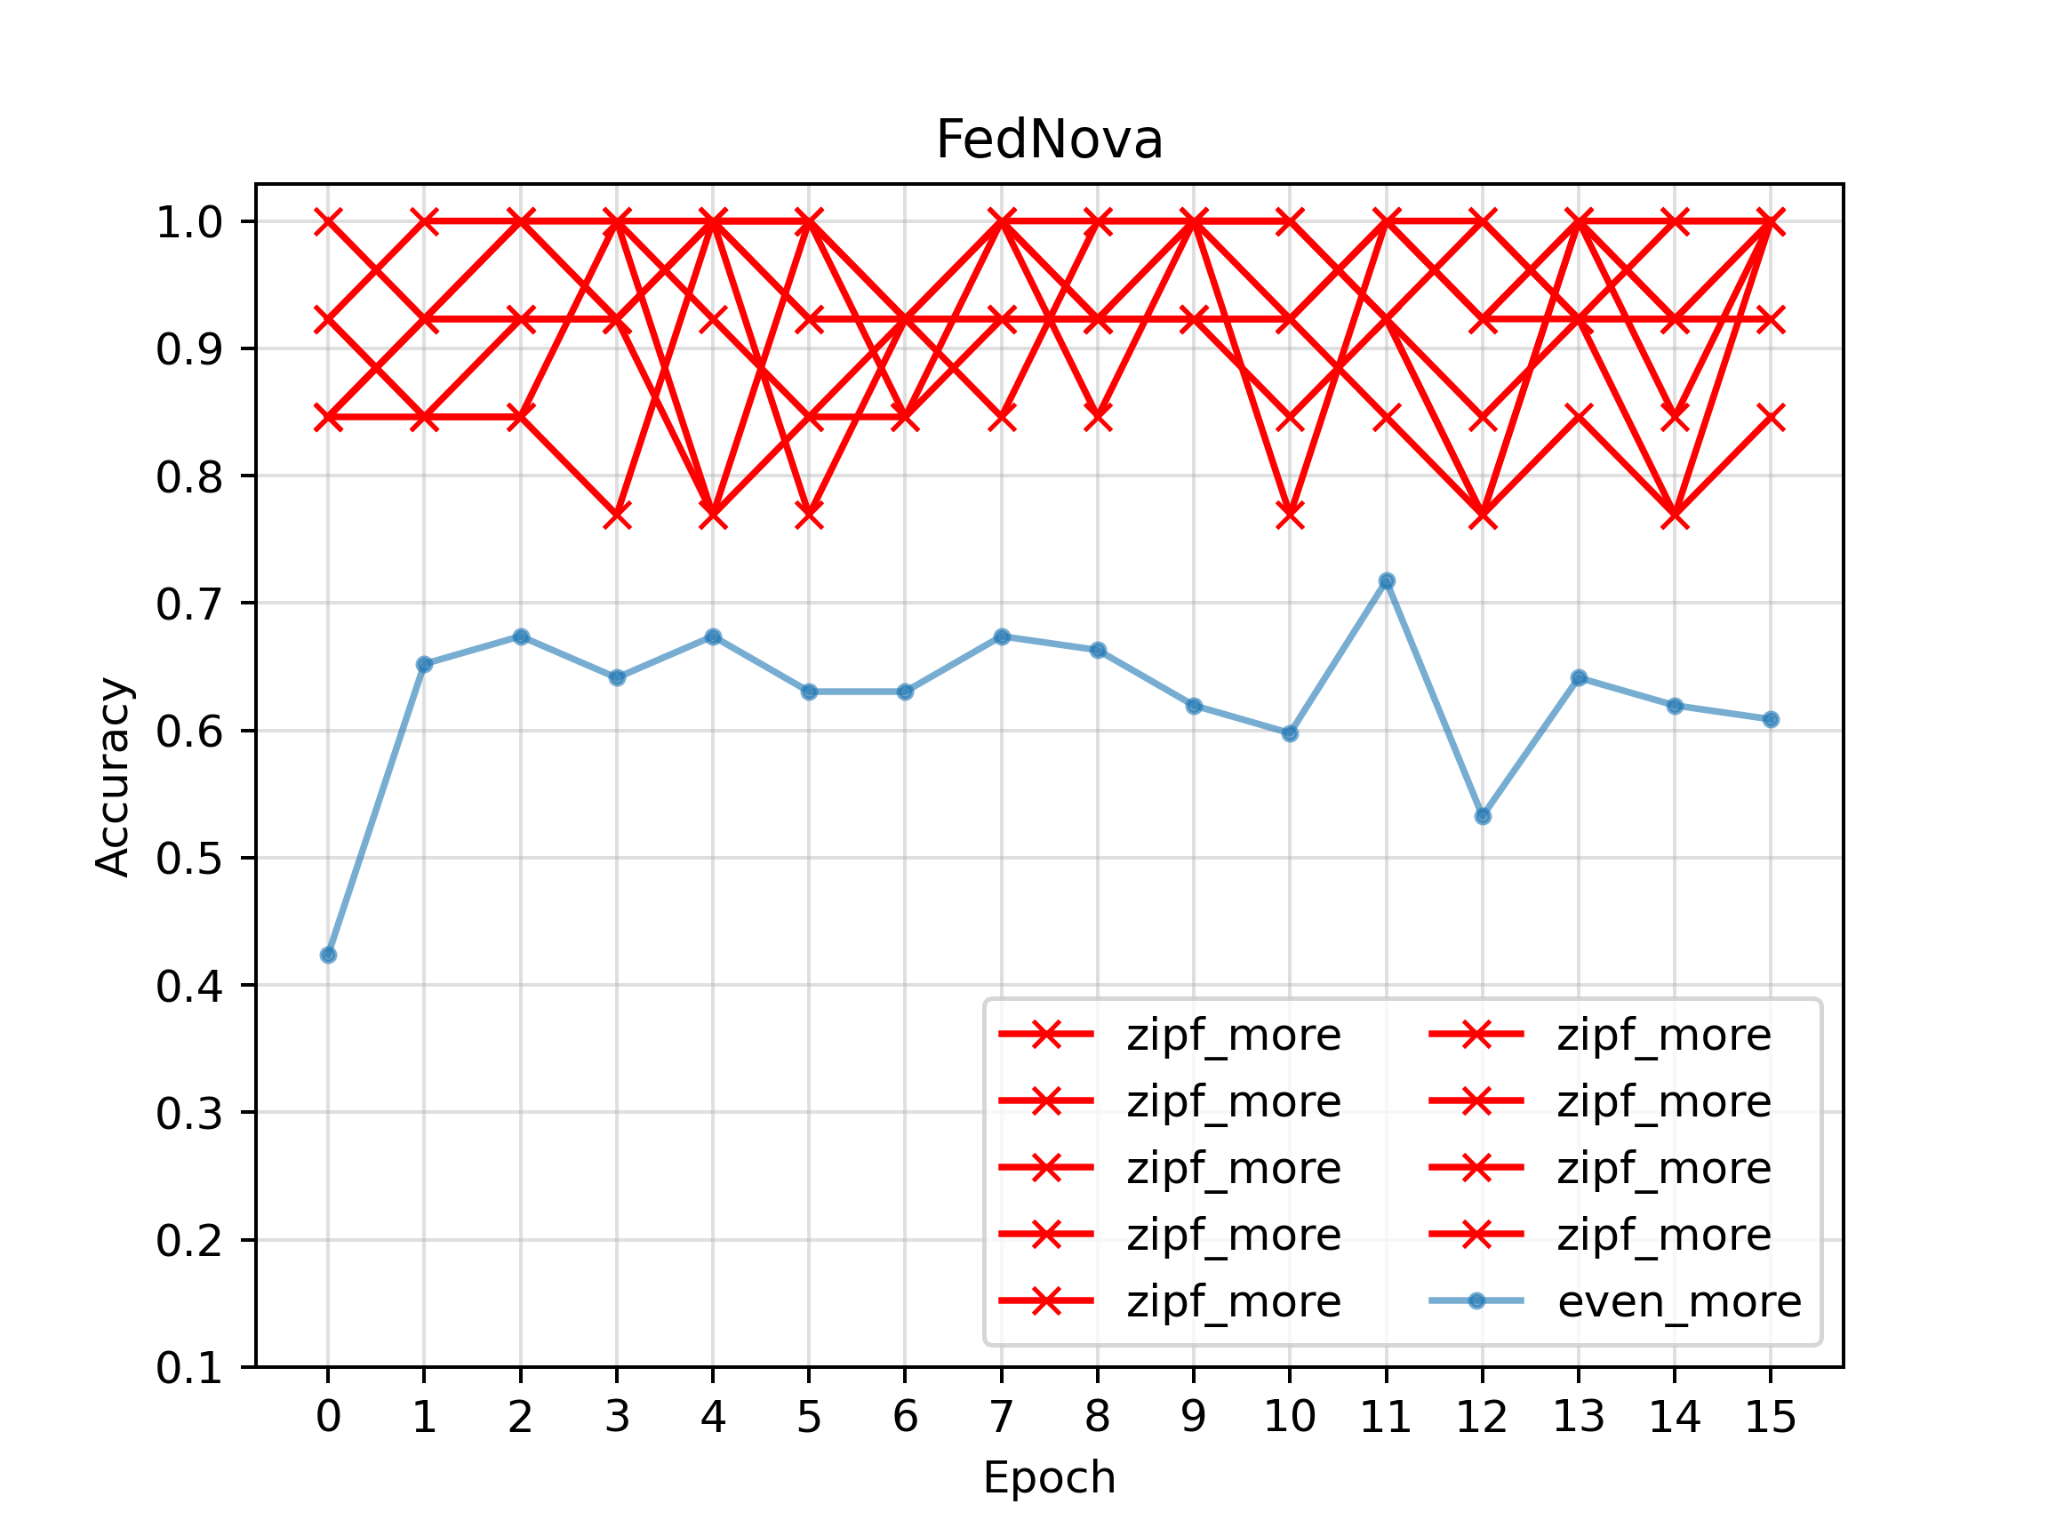 FedNova
1.0
0.9
0.8
0.7
0.6
0.5
0.4
0.3
0.2
0.1
Accuracy
zipf_more
zipf_more
zipf_more
zipf_more
zipf_more
zipf_more
zipf_more
zipf_more
zipf_more
even_more
0 1 2 3 4 5 6 7 8 9 10 11 12 13 14 15
Epoch